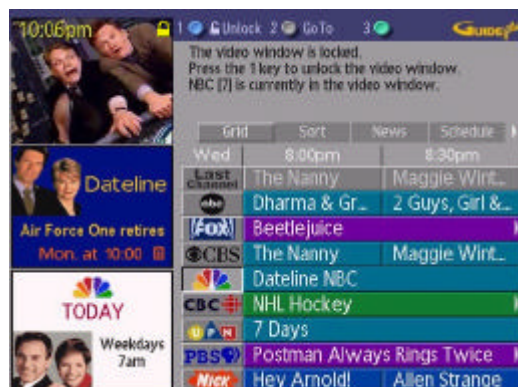 10:06pm
1 Unlock 2 GoTo 3
The video window is locked.
Press the 1 key to unlock the video window.
NBC [7] is currently in the video window.
Grid Sort News Schedule
Wed 8:00pm 8:30pm
Last Channel The Nanny Maggie Wint...
abc Dharma & Gr... 2 Guys, Girl &...
FOX Beetlejuice
CBS The Nanny Maggie Wint...
Dateline NBC
CBC NHL Hockey
UPN 7 Days
PBS Postman Always Rings Twice
NICK Hey Arnold! Allen Strange
Dateline
Air Force One retires
Mon. at 10:00
TODAY
Weekdays
7am